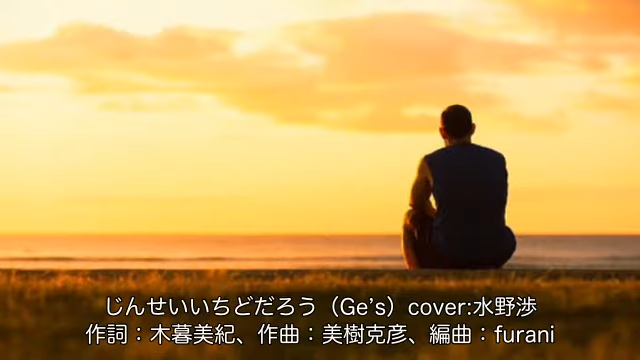 じんせいいちどだろう（Ge’s）cover:水野渉
作詞：木暮美紀、作曲：美樹克彦、編曲：furani